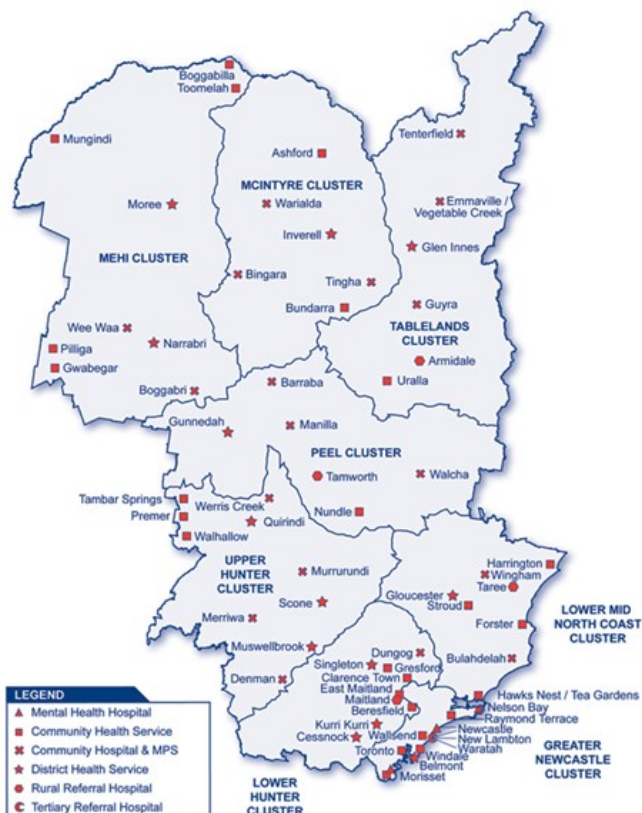 Boggabilla
Toomelah
Mungindi
Tenterfield
Ashford
MCINTYRE CLUSTER
Warialda
Emmaville /
Vegetable Creek
Moree
Inverell
Glen Innes
MEHI CLUSTER
Bingara
Tingha
Bundarra
Guyra
Wee Waa
TABLELANDS
CLUSTER
Narrabri
Pilliga
Armidale
Gwabegar
Uralla
Boggabri
Barraba
Gunnedah
Manilla
PEEL CLUSTER
Tamworth
Walcha
Tambar Springs
Werris Creek
Nundle
Premer
Quirindi
Walhallow
UPPER
HUNTER
CLUSTER
Murrurundi
Harrington
Wingham
Taree
Gloucester
Stroud
Scone
LOWER MID
NORTH COAST
CLUSTER
Merriwa
Forster
Muswellbrook
Dungog
Bulahdelah
Singleton
Gresford
Denman
Clarence Town
East Maitland
Maitland
Beresfield
Hawks Nest / Tea Gardens
Nelson Bay
Raymond Terrace
Kurri Kurri
Wallsend
Newcastle
New Lambton
Waratah
Cessnock
Toronto
Windale
Belmont
Morisset
GREATER
NEWCASTLE
CLUSTER
LOWER
HUNTER
CLUSTER
LEGEND
Mental Health Hospital
Community Health Service
Community Hospital & MPS
District Health Service
Rural Referral Hospital
Tertiary Referral Hospital